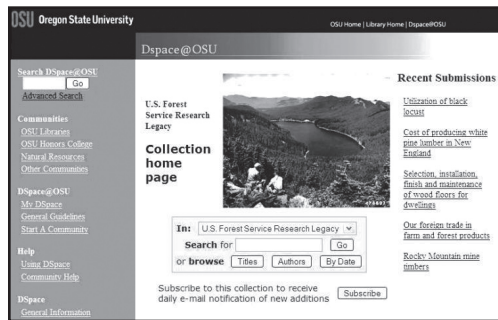 OSU Oregon State University
OSU Home | Library Home | Dspace@OSU
Dspace@OSU
Search DSpace@OSU
Go
Advanced Search
Communities
OSU Libraries
OSU Honors College
Natural Resources
Other Communities
DSpace@OSU
My DSpace
General Guidelines
Start A Community
Help
Using DSpace
Community Help
DSpace
General Information
U.S. Forest
Service Research
Legacy
Collection
home
page
476887
In: U.S. Forest Service Research Legacy
Search for Go
or browse Titles Authors By Date
Subscribe to this collection to receive
daily e-mail notification of new additions
Subscribe
Recent Submissions
Utilization of black
locust
Cost of producing white
pine lumber in New
England
Selection, installation,
finish and maintenance
of wood floors for
dwellings
Our foreign trade in
farm and forest products
Rocky Mountain mine
timbers